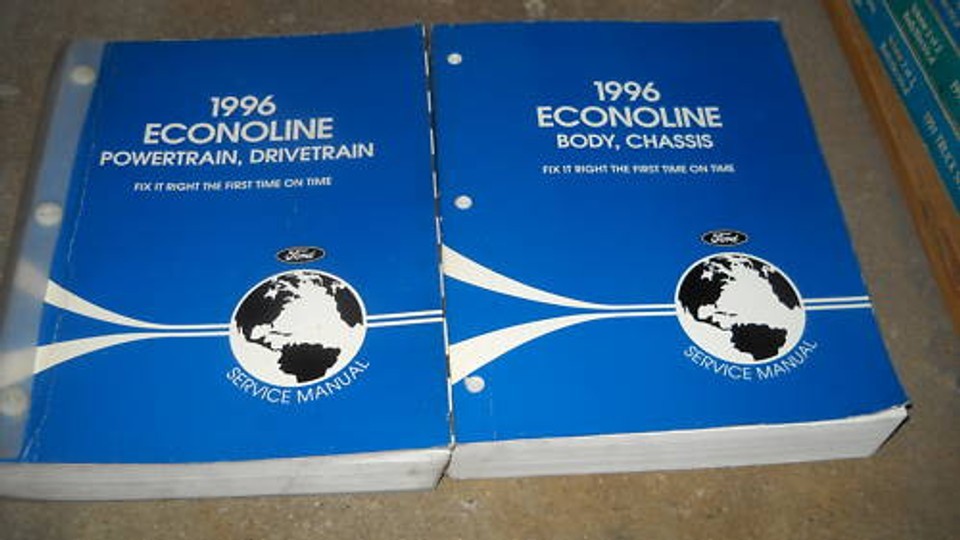 1996
ECONOLINE
POWERTRAIN, DRIVETRAIN
FIX IT RIGHT THE FIRST TIME ON TIME
Ford
SERVICE MANUAL
1996
ECONOLINE
BODY, CHASSIS
FIX IT RIGHT THE FIRST TIME ON TIME
Ford
SERVICE MANUAL
TRUCK